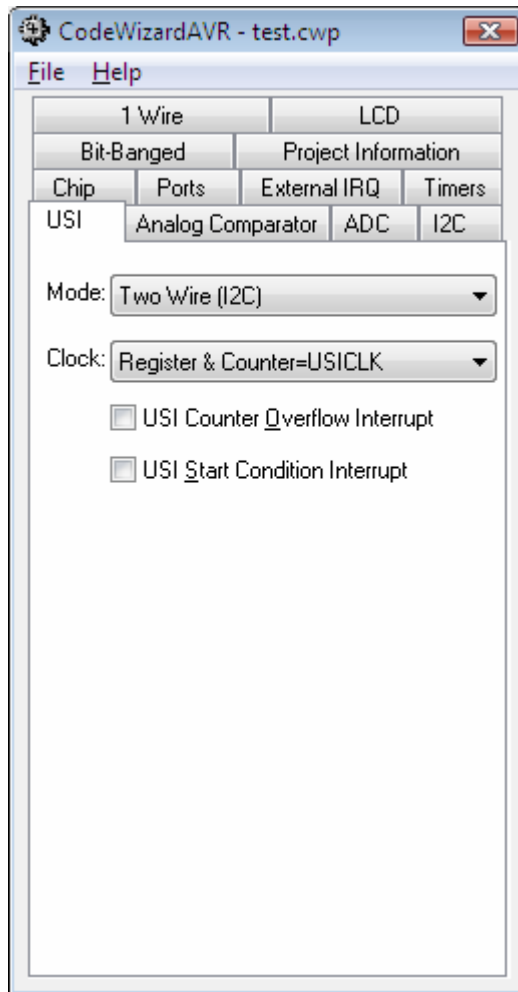 CodeWizardAVR - test.cwp
File Help
1 Wire LCD
Bit-Banged Project Information
Chip Ports External IRQ Timers
USI Analog Comparator ADC I2C
Mode: Two Wire (I2C)
Clock: Register & Counter=USICLK
USI Counter Overflow Interrupt
USI Start Condition Interrupt